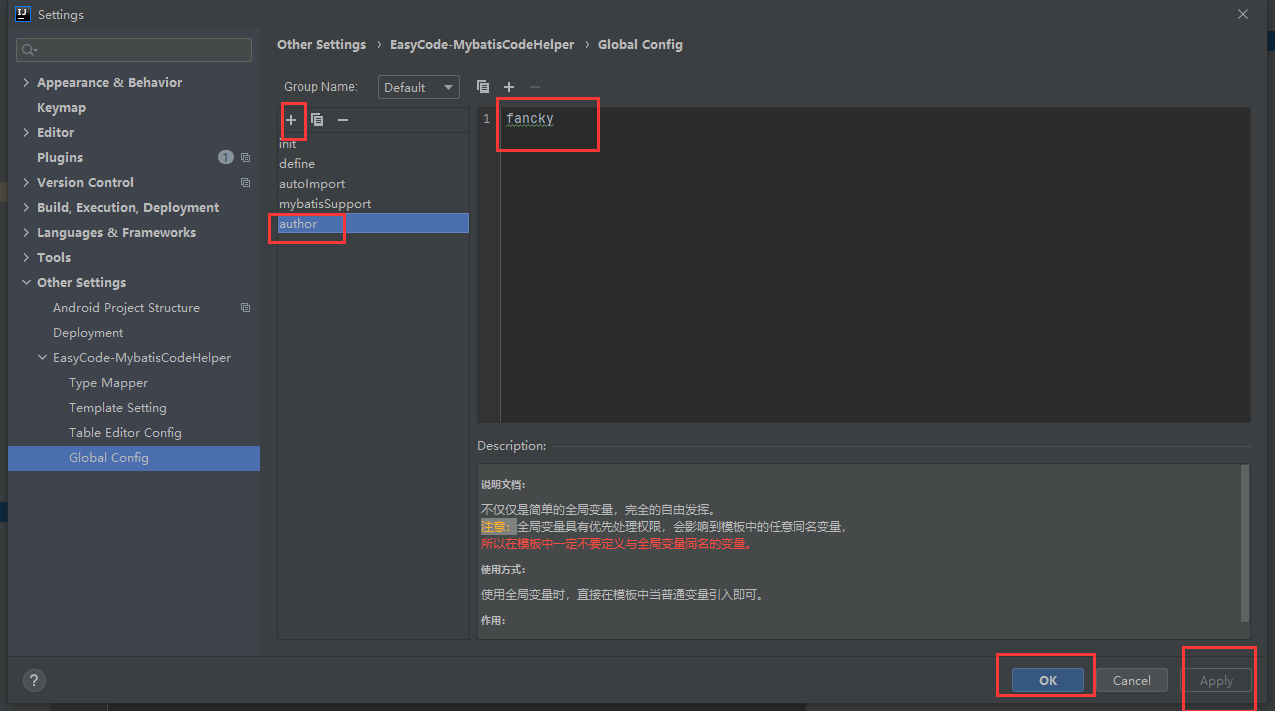 Settings
Other Settings › EasyCode-MybatisCodeHelper › Global Config
Appearance & Behavior
Keymap
Editor
Plugins 1
Version Control
Build, Execution, Deployment
Languages & Frameworks
Tools
Other Settings
Android Project Structure
Deployment
EasyCode-MybatisCodeHelper
Type Mapper
Template Setting
Table Editor Config
Global Config
Group Name: Default
init
define
autoImport
mybatisSupport
author
1 fancky
Description:
说明文档：
不仅仅是简单的全局变量，完全的自由发挥。
注意：全局变量具有优先处理权限，会影响到模板中的任意同名变量，
所以在模板中一定不要定义与全局变量同名的变量。
使用方式：
使用全局变量时，直接在模板中当普通变量引入即可。
作用：
?
OK Cancel Apply